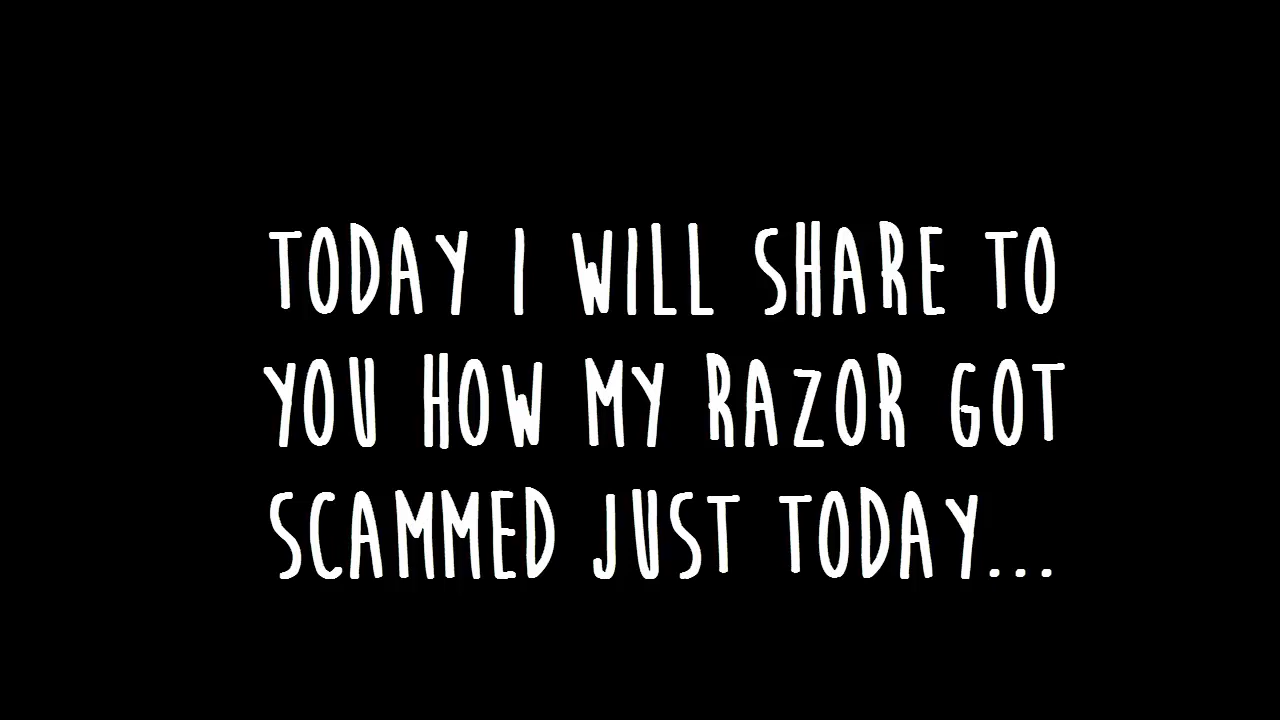 TODAY I WILL SHARE TO
YOU HOW MY RAZOR GOT
SCAMMED JUST TODAY...